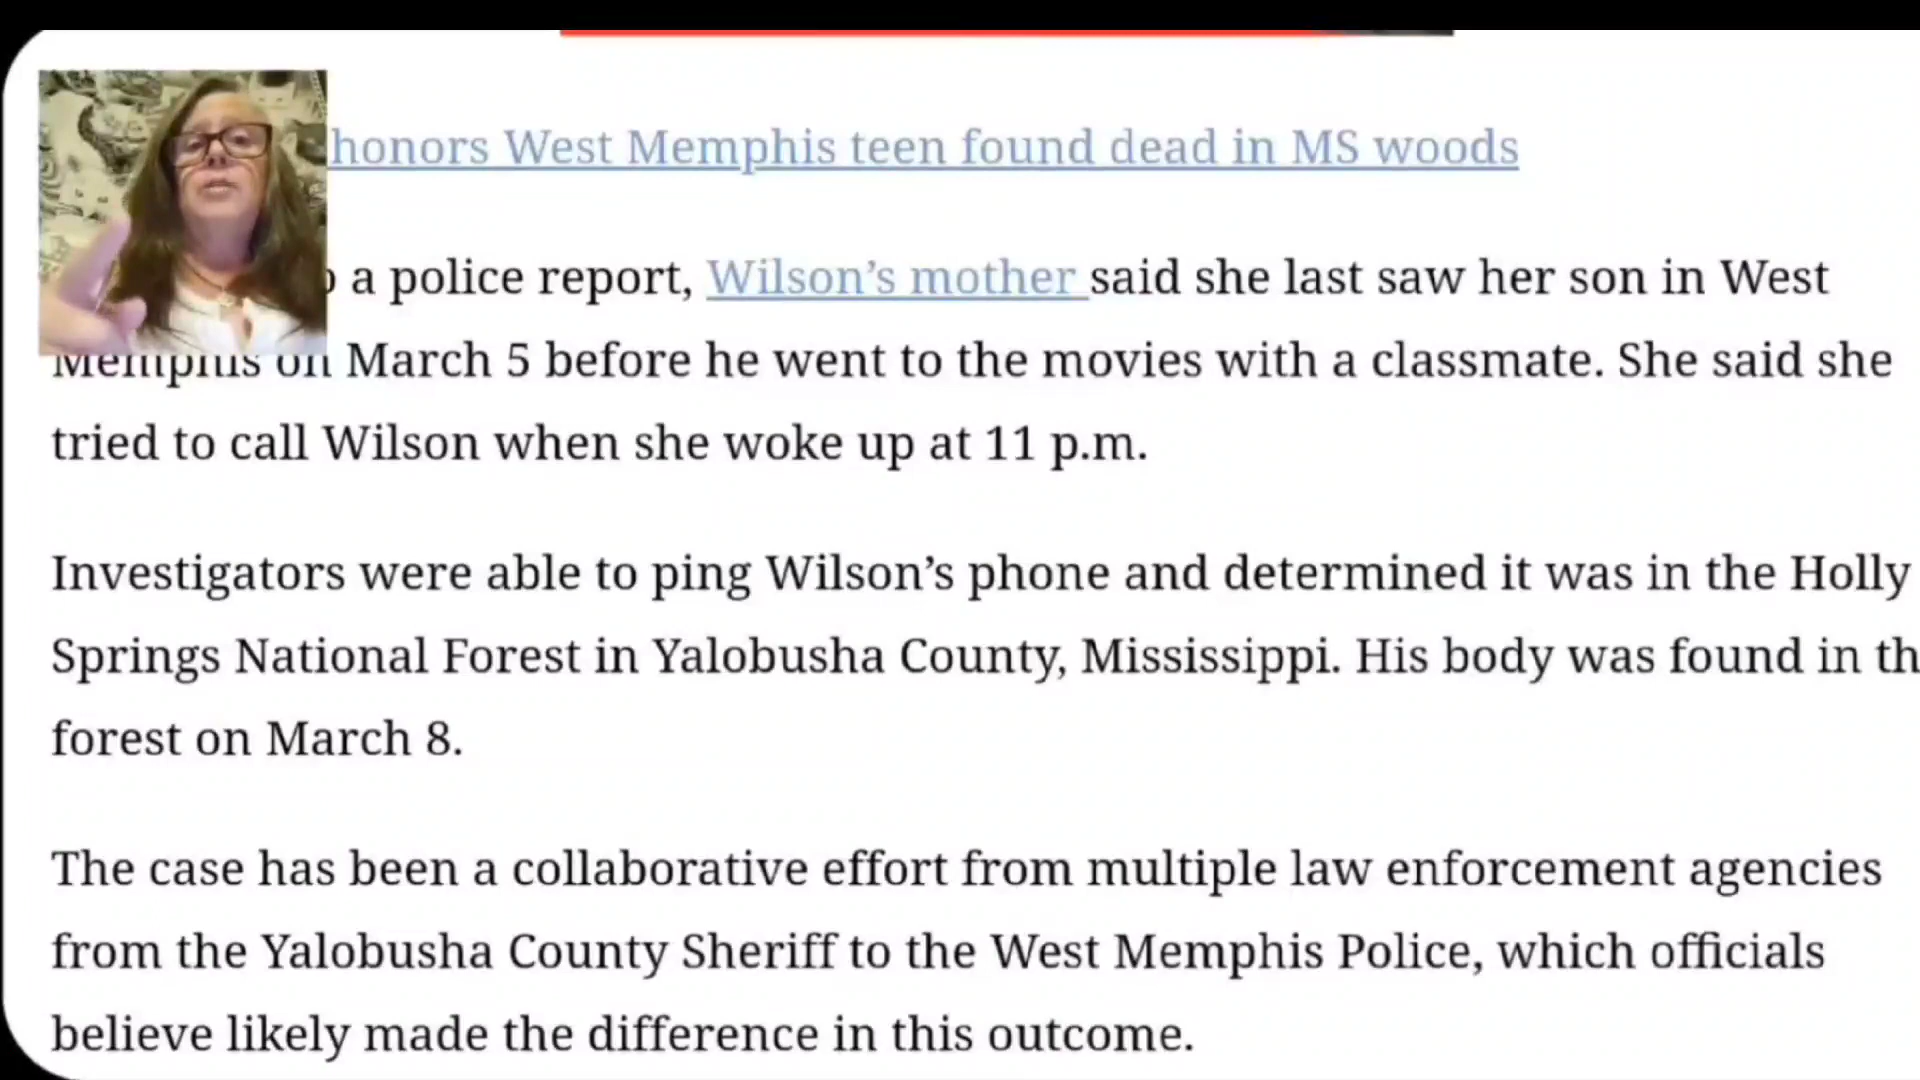 honors West Memphis teen found dead in MS woods
a police report, Wilson’s mother said she last saw her son in West
Memphis on March 5 before he went to the movies with a classmate. She said she
tried to call Wilson when she woke up at 11 p.m.
Investigators were able to ping Wilson’s phone and determined it was in the Holly
Springs National Forest in Yalobusha County, Mississippi. His body was found in th
forest on March 8.
The case has been a collaborative effort from multiple law enforcement agencies
from the Yalobusha County Sheriff to the West Memphis Police, which officials
believe likely made the difference in this outcome.